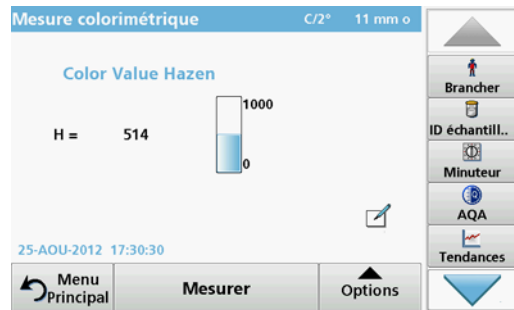 Mesure colorimétrique C/2° 11 mm o
Color Value Hazen
1000
H = 514
0
25-AOU-2012 17:30:30
Menu Principal
Mesurer
Options
Brancher
ID échantill..
Minuteur
AQA
Tendances